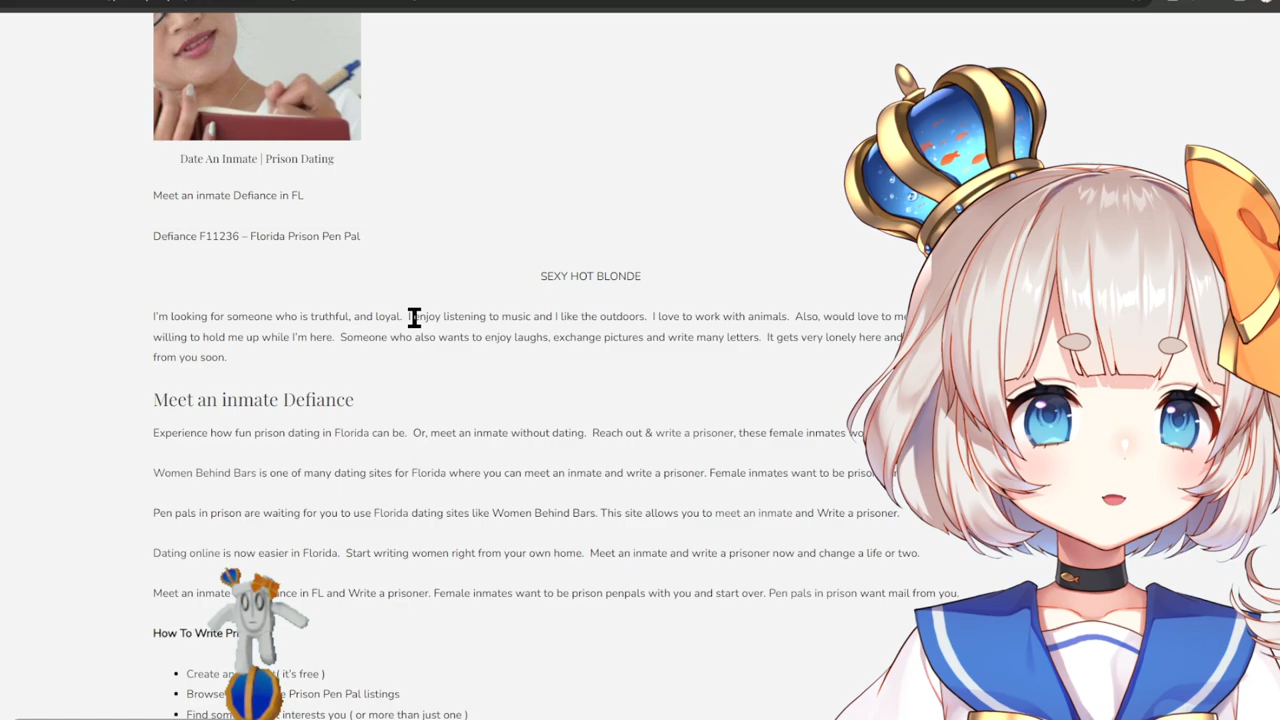 Date An Inmate | Prison Dating
Meet an inmate Defiance in FL
Defiance F11236 – Florida Prison Pen Pal
SEXY HOT BLONDE
I'm looking for someone who is truthful, and loyal. I enjoy listening to music and I like the outdoors. I love to work with animals. Also, would love to
willing to hold me up while I'm here. Someone who also wants to enjoy laughs, exchange pictures and write many letters. It gets very lonely here and
from you soon.
Meet an inmate Defiance
Experience how fun prison dating in Florida can be. Or, meet an inmate without dating. Reach out & write a prisoner, these female inmates
Women Behind Bars is one of many dating sites for Florida where you can meet an inmate and write a prisoner. Female inmates want to be
Pen pals in prison are waiting for you to use Florida dating sites like Women Behind Bars. This site allows you to meet an inmate and Write a prisoner.
Dating online is now easier in Florida. Start writing women right from your own home. Meet an inmate and write a prisoner now and change a life or two.
Meet an inmate in FL and Write a prisoner. Female inmates want to be prison penpals with you and start over. Pen pals in prison want mail from you.
How To Write
Create ( it's free )
Browse Prison Pen Pal listings
Find interests you ( or more than just one )